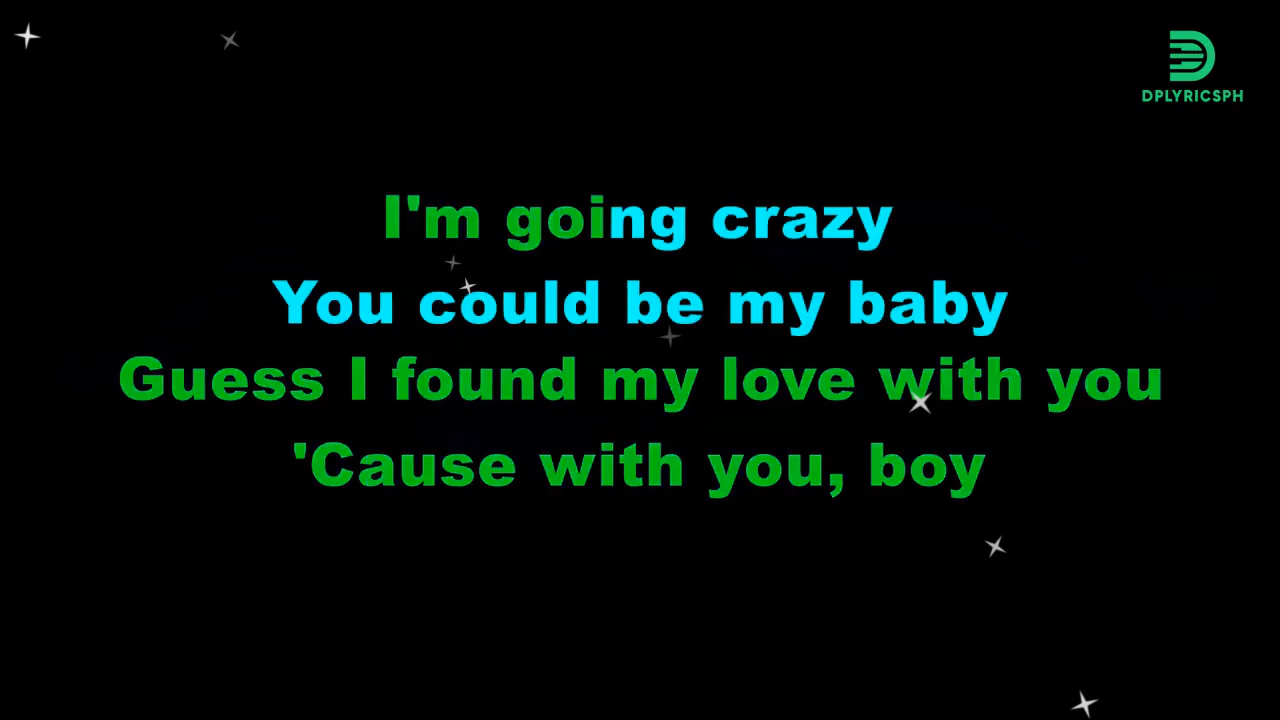 DPLYRICSPH
I'm going crazy
You could be my baby
Guess I found my love with you
'Cause with you, boy